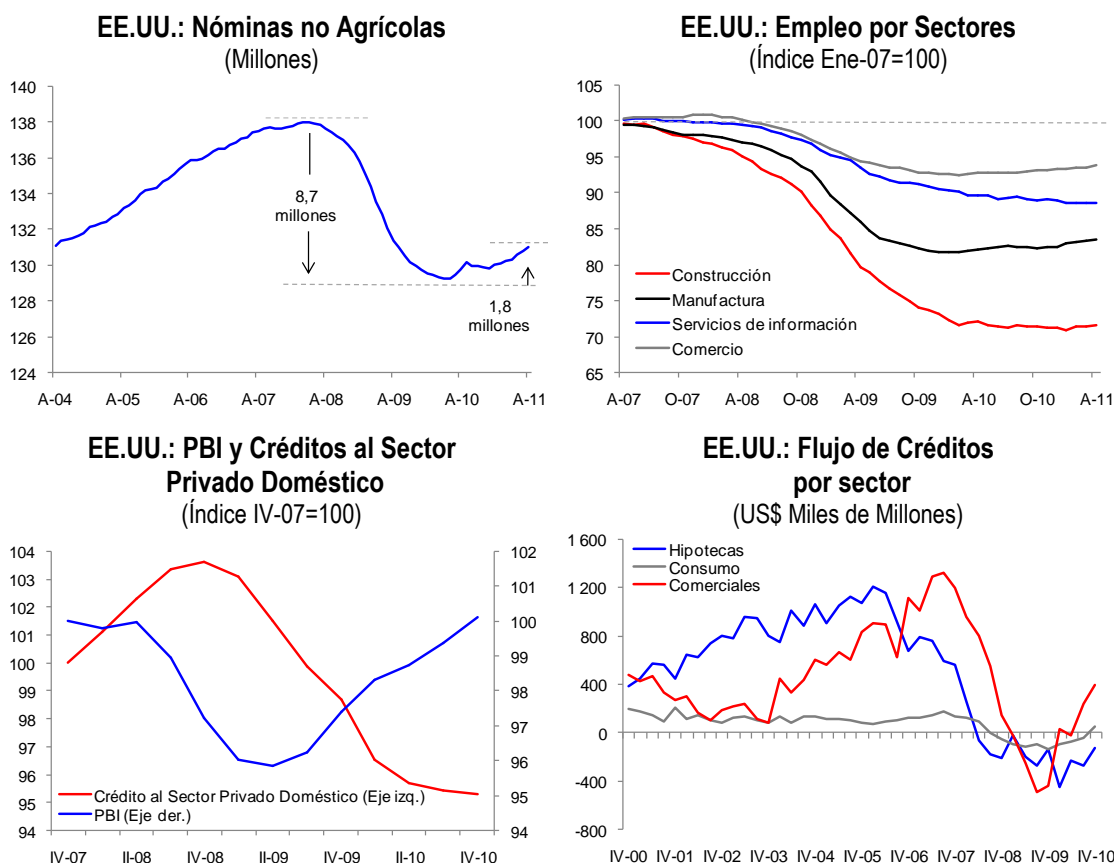 EE.UU.: Nóminas no Agrícolas
(Millones)
140
138
136
134
132
130
128
126
124
8,7
millones
1,8
millones
A-04
A-05
A-06
A-07
A-08
A-09
A-10
A-11
EE.UU.: Empleo por Sectores
(Índice Ene-07=100)
105
100
95
90
85
80
75
70
65
Construcción
Manufactura
Servicios de información
Comercio
A-07
O-07
A-08
O-08
A-09
O-09
A-10
O-10
A-11
EE.UU.: PBI y Créditos al Sector
Privado Doméstico
(Índice IV-07=100)
104
103
102
101
100
99
98
97
96
95
94
102
101
100
99
98
97
96
95
94
Crédito al Sector Privado Doméstico (Eje izq.)
PBI (Eje der.)
IV-07
II-08
IV-08
II-09
IV-09
II-10
IV-10
EE.UU.: Flujo de Créditos
por sector
(US$ Miles de Millones)
1 600
1200
800
400
0
-400
-800
Hipotecas
Consumo
Comerciales
IV-00
IV-01
IV-02
IV-03
IV-04
IV-05
IV-06
IV-07
IV-08
IV-09
IV-10